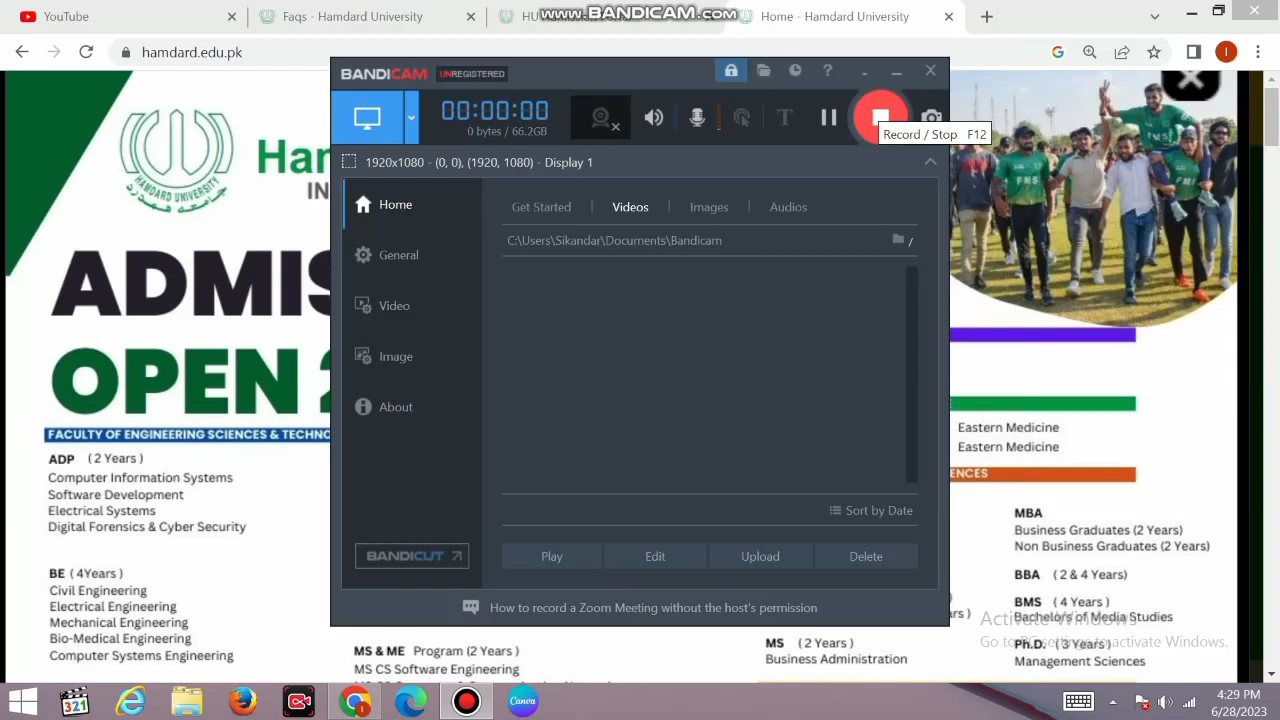 YouTube
Faqs - Hamdard University
HU
www.BANDICAM.com
Home - Hamdard University
hamdard.edu.pk
I
BANDICAM UNREGISTERED
00:00:00
0 bytes / 66.2GB
Record / Stop F12
1920x1080 - (0, 0), (1920, 1080) - Display 1
Home
General
Video
Image
About
BANDICUT
Get Started
Videos
Images
Audios
C:\Users\Sikandar\Documents\Bandicam
/
Sort by Date
Play
Edit
Upload
Delete
How to record a Zoom Meeting without the host's permission
HAMDARD UNIVERSITY
Ham
IN
ADMIS
OPEN 2
FACULTY OF ENGINEERING SCIENCES & TECHNO
ADP ( 2 Years )
Computer Information Systems
Software Development
Electrical Systems
Digital Forensics & Cyber Security
BE ( 4Years )
Civil Engineering
Electrical Engineering
Mechanical Engineering
Bio-Medical Engineering
Computer Systems Engineering
MS & ME Program (2 Years )
MS CS Software Engineering
MS (2 Years )
Business Administration
FMS
FMS
Eastern Medicine
Eastern Medicine
ENCES
MBA
Business Graduates (2 Years)
Non Business Graduates (2 Years)
BBA (2 & 4 Years)
BMS (4 Years )
Bachelors of Media Studies
Ph.D. (3 Years)
Management Sciences
ars )
Activate Windows
Go to PC settings to activate Windows.
321
Canva
4:29 PM
6/28/2023